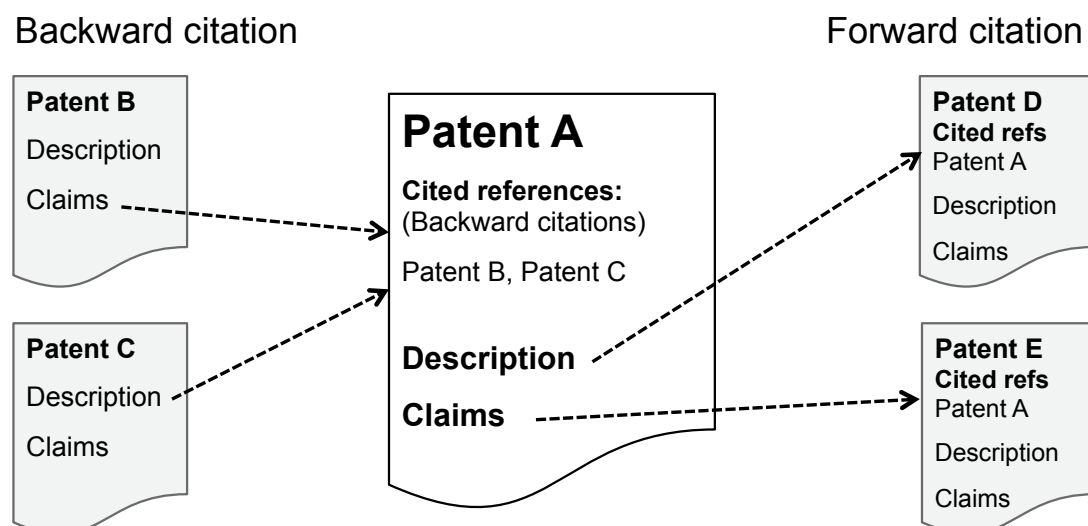 Backward citation
Forward citation
Patent B
Description
Claims
Patent C
Description
Claims
Patent A
Cited references:
(Backward citations)
Patent B, Patent C
Description
Claims
Patent D
Cited refs
Patent A
Description
Claims
Patent E
Cited refs
Patent A
Description
Claims